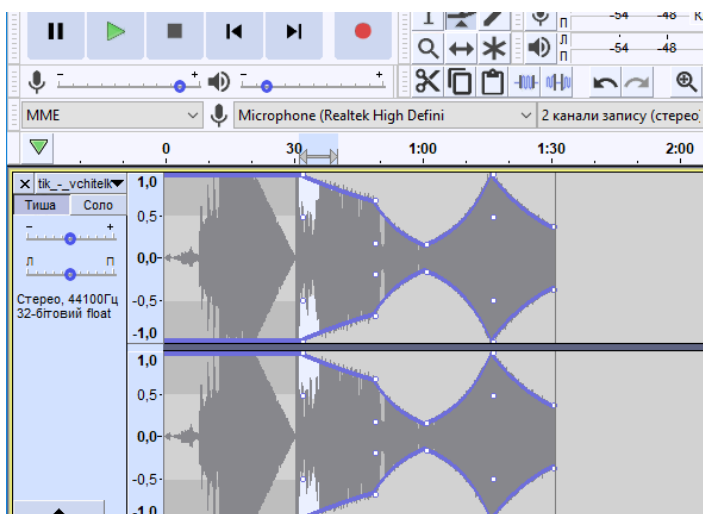 П -54 -48
Л П -54 -48
- + - +
MME Microphone (Realtek High Defini 2 канали запису (стерео
0 30 1:00 1:30 2:00
× tik_-_vchitelk▼ 1,0
Тиша Соло
0,5
- +
0,0
Л П
Стерео, 44100Гц -0,5
32-бітовий float
-1,0
1,0
0,5
0,0
-0,5
-1,0